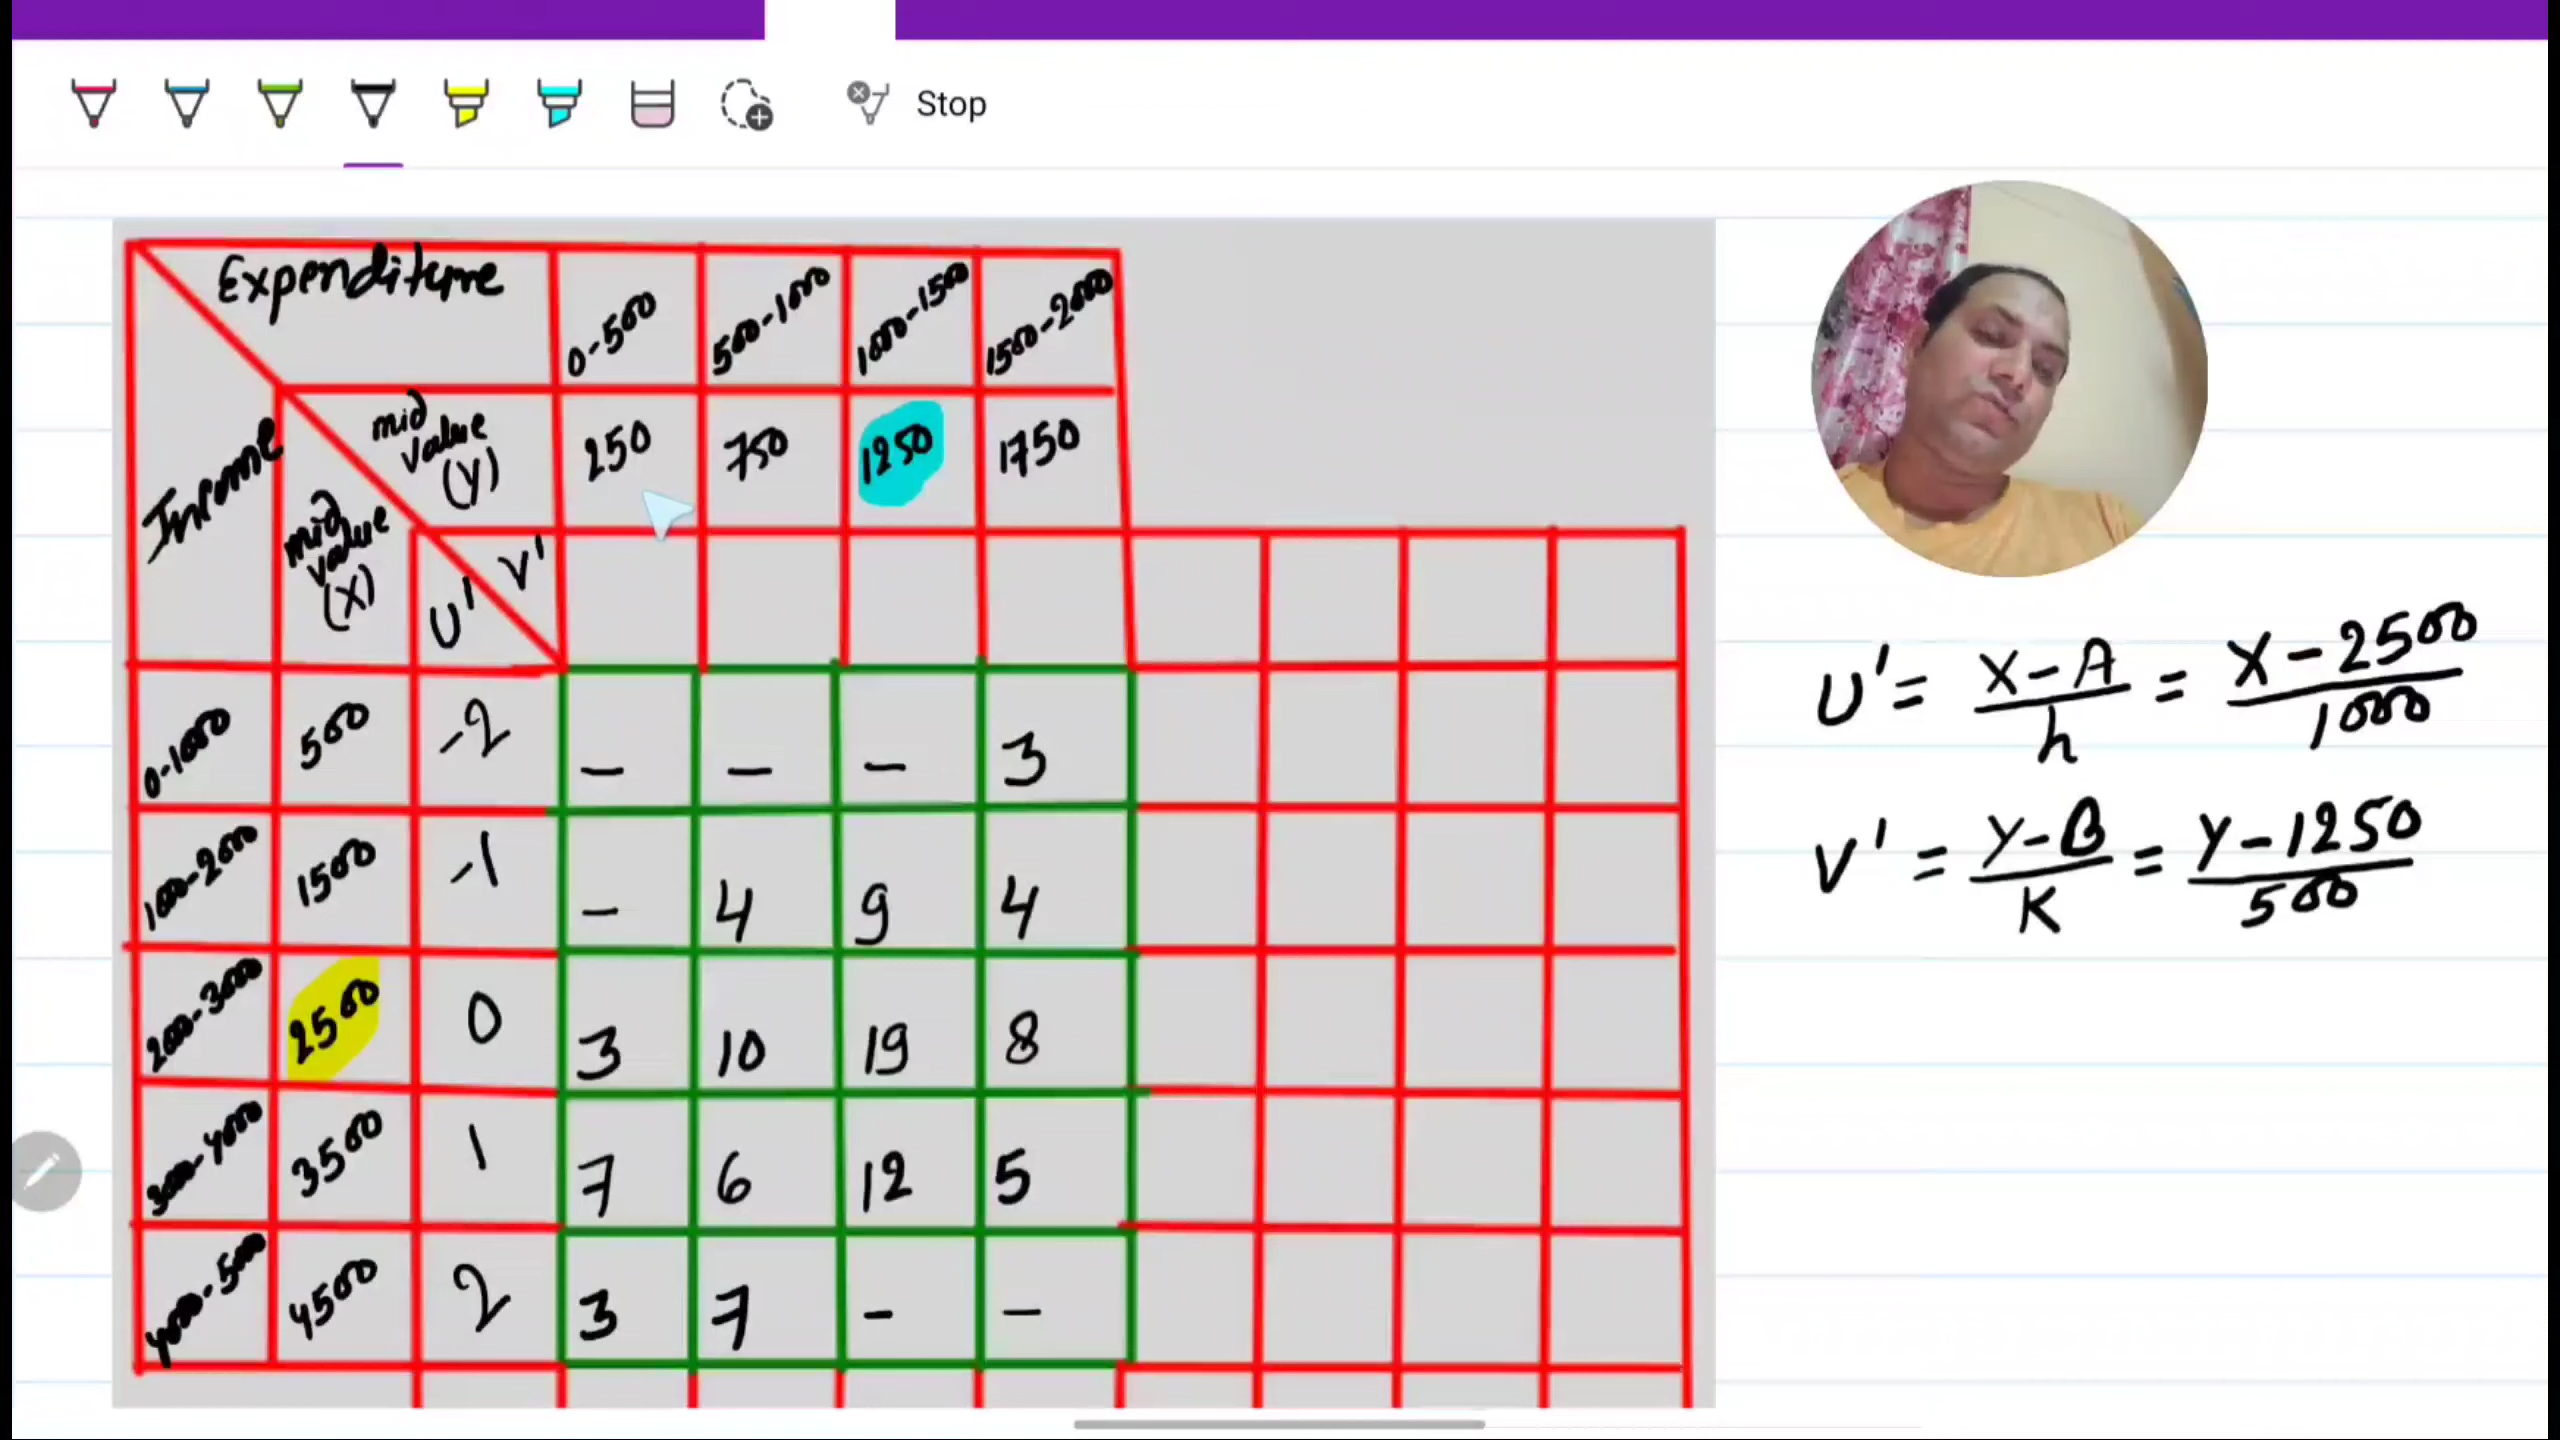 Stop
Expenditure 0-500 500-1000 1000-1500 1500-2000
Income
mid value (Y) 250 750 1250 1750
mid value (X)
U' V'
0-1000 500 -2 - - - 3
1000-2000 1500 -1 - 4 9 4
2000-3000 2500 0 3 10 19 8
3000-4000 3500 1 7 6 12 5
4000-5000 4500 2 3 7 - -
U' = X-A / h = X-2500 / 1000
V' = Y-B / K = Y-1250 / 500